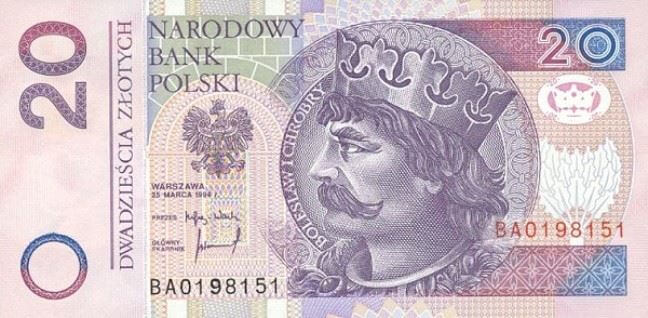 20
DWADZIEŚCIA ZŁOTYCH
NARODOWY
BANK
POLSKI
WARSZAWA
25 MARCA 1994 r.
PREZES
GŁÓWNY
SKARBNIK
BA0198151
BOLESŁAW I CHROBRY
20
BA0198151